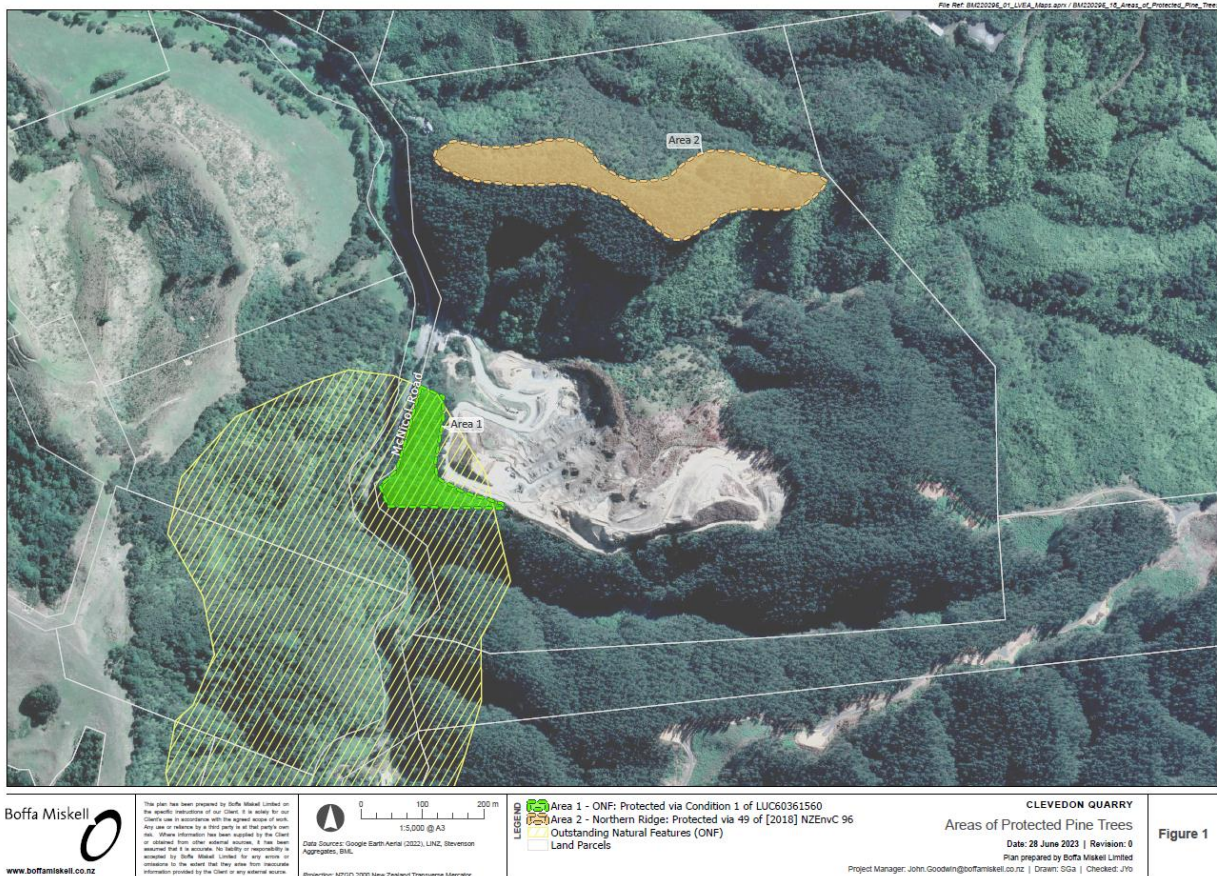 File Ref: BM220296_01_LVEA_Maps.aprx / BM220296_16_Areas_of_Protected_Pine_Trees
Area 2
McNicol Road
Area 1
Boffa Miskell
www.boffamiskell.co.nz
This plan has been prepared by Boffa Miskell Limited on
the specific instructions of our Client. It is solely for our
Client's use in accordance with the agreed scope of work.
Any use or reliance by a third party is at that party's own
risk. Where information has been supplied by the Client
or obtained from other external sources, it has been
assumed that it is accurate. No liability or responsibility is
accepted by Boffa Miskell Limited for any errors or
omissions to the extent that they arise from inaccurate
information provided by the Client or any external source.
0 100 200 m
1:5,000 @ A3
Data Sources: Google Earth Aerial (2022), LINZ, Stevenson
Aggregates, BML
Projection: NZGD 2000 New Zealand Transverse Mercator
LEGEND
Area 1 - ONF: Protected via Condition 1 of LUC60361560
Area 2 - Northern Ridge: Protected via 49 of [2018] NZEnvC 96
Outstanding Natural Features (ONF)
Land Parcels
CLEVEDON QUARRY
Areas of Protected Pine Trees
Date: 28 June 2023 | Revision: 0
Plan prepared by Boffa Miskell Limited
Project Manager: John.Goodwin@boffamiskell.co.nz | Drawn: SGa | Checked: JYo
Figure 1